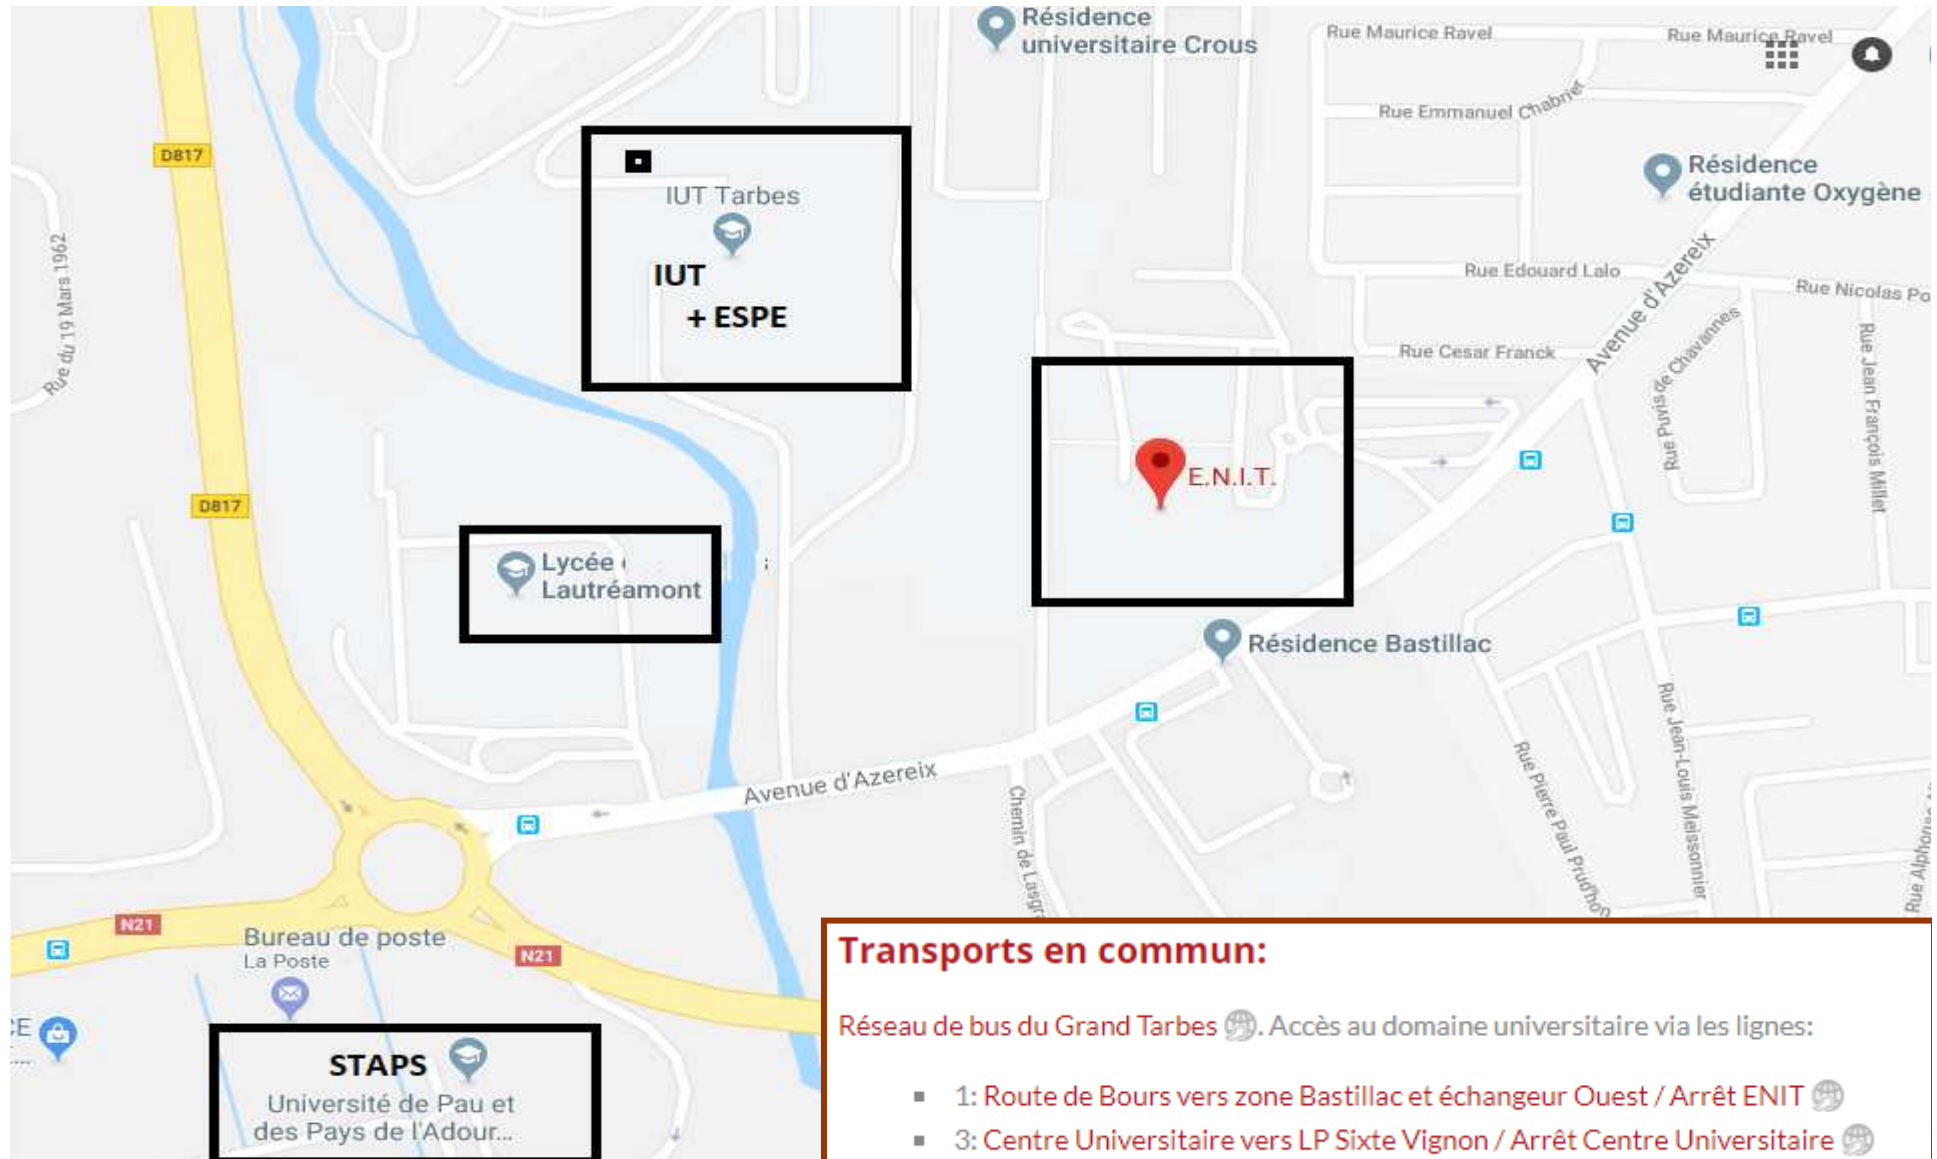 Résidence
universitaire Crous
Rue Maurice Ravel
Rue Maurice Ravel
Rue Emmanuel Chabrier
D817
Résidence
étudiante Oxygène
IUT Tarbes
IUT
+ ESPE
Rue du 19 Mars 1962
Rue Edouard Lalo
Rue Nicolas Po
Avenue d'Azereix
Rue Cesar Franck
Rue Puvis de Chavannes
Rue Jean François Millet
E.N.I.T.
D817
Lycée
Lautréamont
Résidence Bastillac
Rue Jean-Louis Meissonnier
Rue Pierre Paul Prud'hon
Avenue d'Azereix
Chemin de Lasgr
Rue Alphons
N21
Bureau de poste
La Poste
N21
CE
...
STAPS
Université de Pau et
des Pays de l'Adour...
Transports en commun:
Réseau de bus du Grand Tarbes . Accès au domaine universitaire via les lignes:
▪ 1: Route de Bours vers zone Bastillac et échangeur Ouest / Arrêt ENIT
▪ 3: Centre Universitaire vers LP Sixte Vignon / Arrêt Centre Universitaire